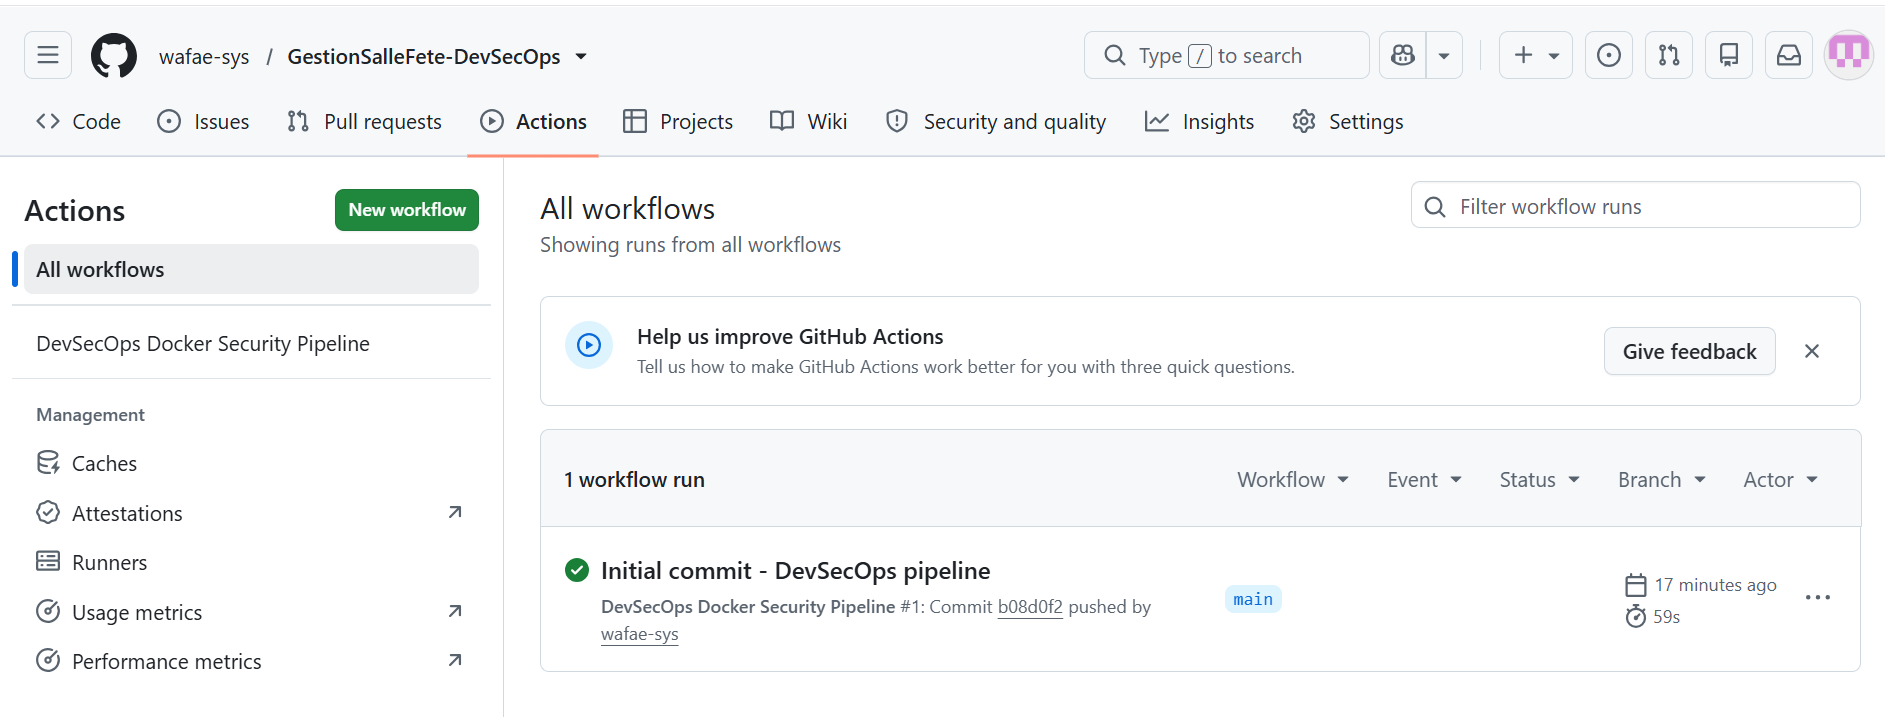 wafae-sys / GestionSalleFete-DevSecOps
Type / to search
Code
Issues
Pull requests
Actions
Projects
Wiki
Security and quality
Insights
Settings
Actions
New workflow
All workflows
DevSecOps Docker Security Pipeline
Management
Caches
Attestations
Runners
Usage metrics
Performance metrics
All workflows
Showing runs from all workflows
Filter workflow runs
Help us improve GitHub Actions
Tell us how to make GitHub Actions work better for you with three quick questions.
Give feedback
1 workflow run
Workflow
Event
Status
Branch
Actor
Initial commit - DevSecOps pipeline
DevSecOps Docker Security Pipeline #1: Commit b08d0f2 pushed by
wafae-sys
main
17 minutes ago
59s